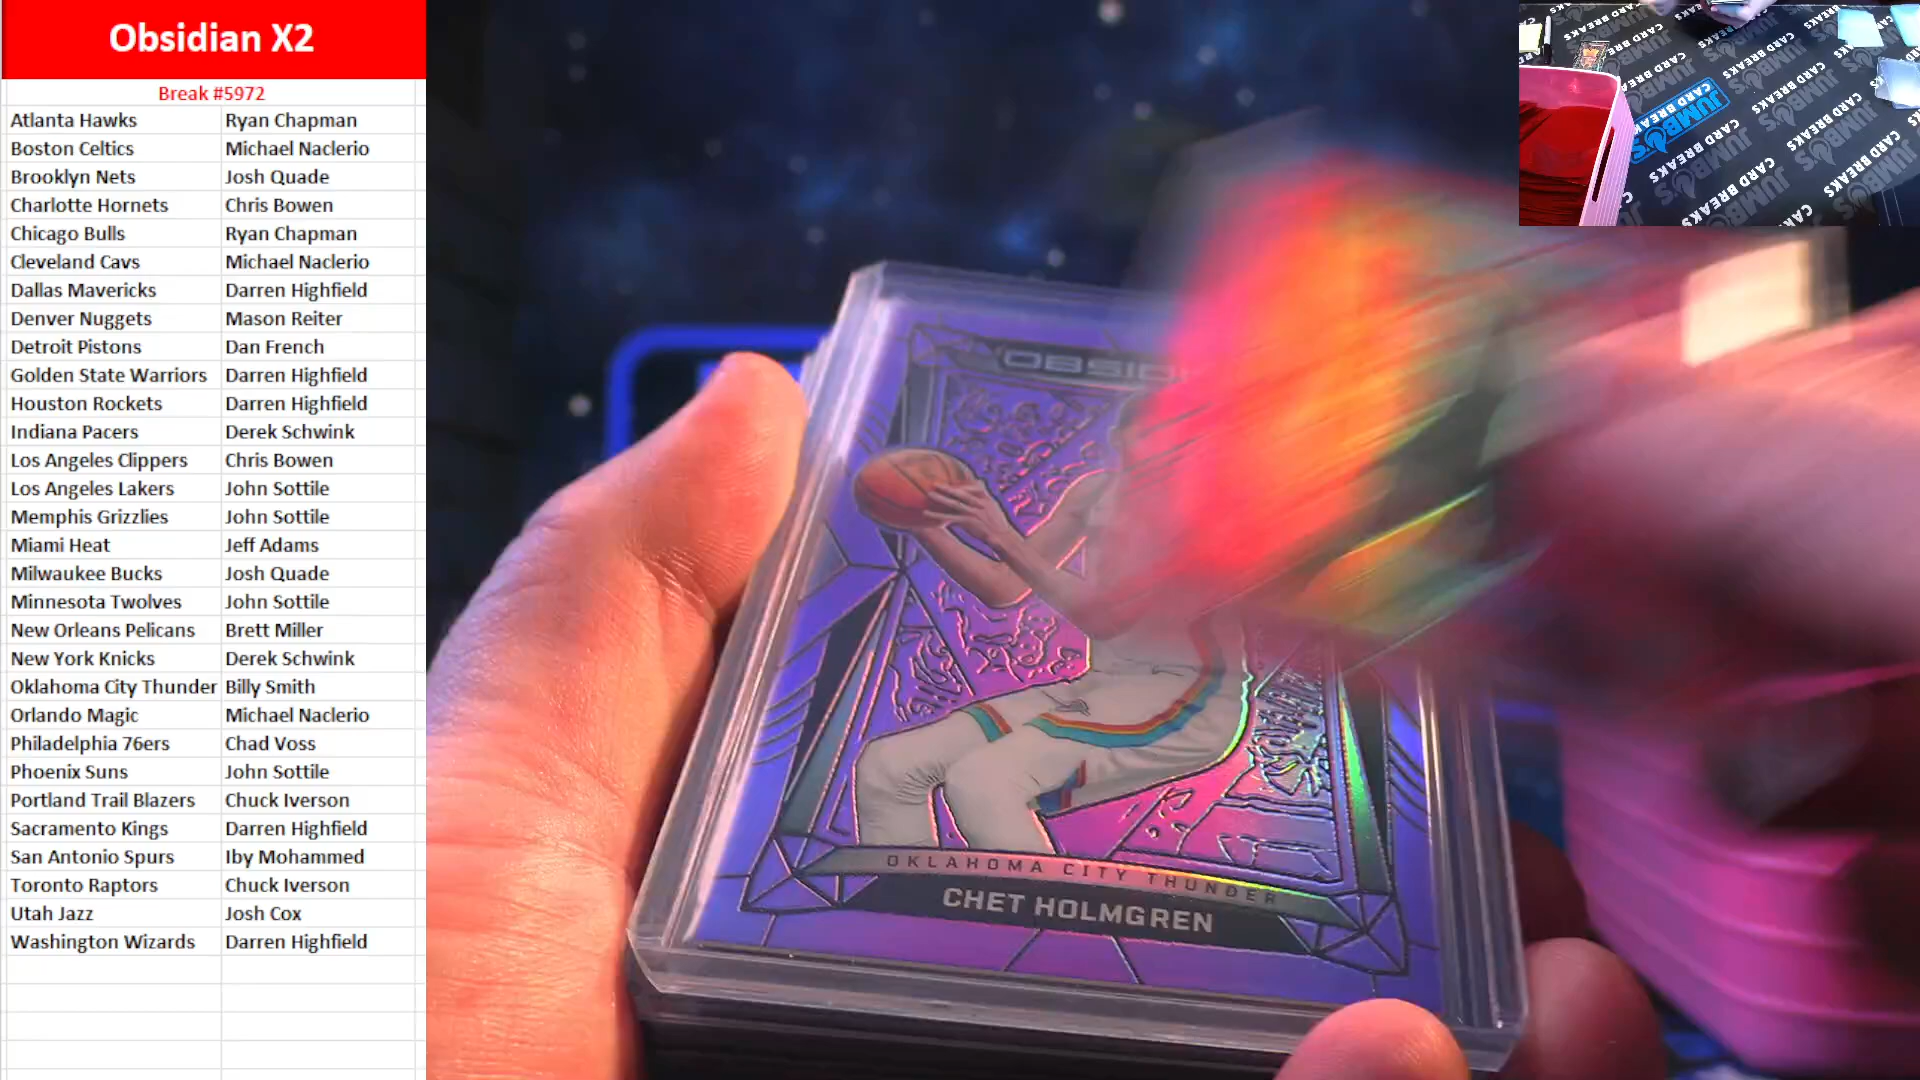 Obsidian X2
Break #5972
Atlanta Hawks Ryan Chapman
Boston Celtics Michael Naclerio
Brooklyn Nets Josh Quade
Charlotte Hornets Chris Bowen
Chicago Bulls Ryan Chapman
Cleveland Cavs Michael Naclerio
Dallas Mavericks Darren Highfield
Denver Nuggets Mason Reiter
Detroit Pistons Dan French
Golden State Warriors Darren Highfield
Houston Rockets Darren Highfield
Indiana Pacers Derek Schwink
Los Angeles Clippers Chris Bowen
Los Angeles Lakers John Sottile
Memphis Grizzlies John Sottile
Miami Heat Jeff Adams
Milwaukee Bucks Josh Quade
Minnesota Twolves John Sottile
New Orleans Pelicans Brett Miller
New York Knicks Derek Schwink
Oklahoma City Thunder Billy Smith
Orlando Magic Michael Naclerio
Philadelphia 76ers Chad Voss
Phoenix Suns John Sottile
Portland Trail Blazers Chuck Iverson
Sacramento Kings Darren Highfield
San Antonio Spurs Iby Mohammed
Toronto Raptors Chuck Iverson
Utah Jazz Josh Cox
Washington Wizards Darren Highfield
OKLAHOMA CITY THUNDER
CHET HOLMGREN
JUMBO'S
CARD BREAKS